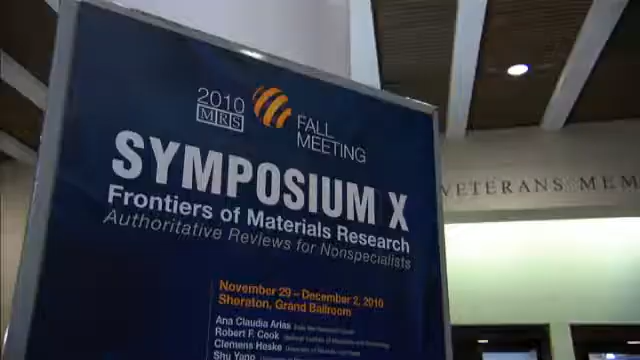 2010
MRS
FALL
MEETING
SYMPOSIUM X
Frontiers of Materials Research
Authoritative Reviews for Nonspecialists
VETERANS MEM
November 29 – December 2, 2010
Sheraton, Grand Ballroom
Ana Claudia Arias
Robert F. Cook
Clemens Heske
Shu Yang